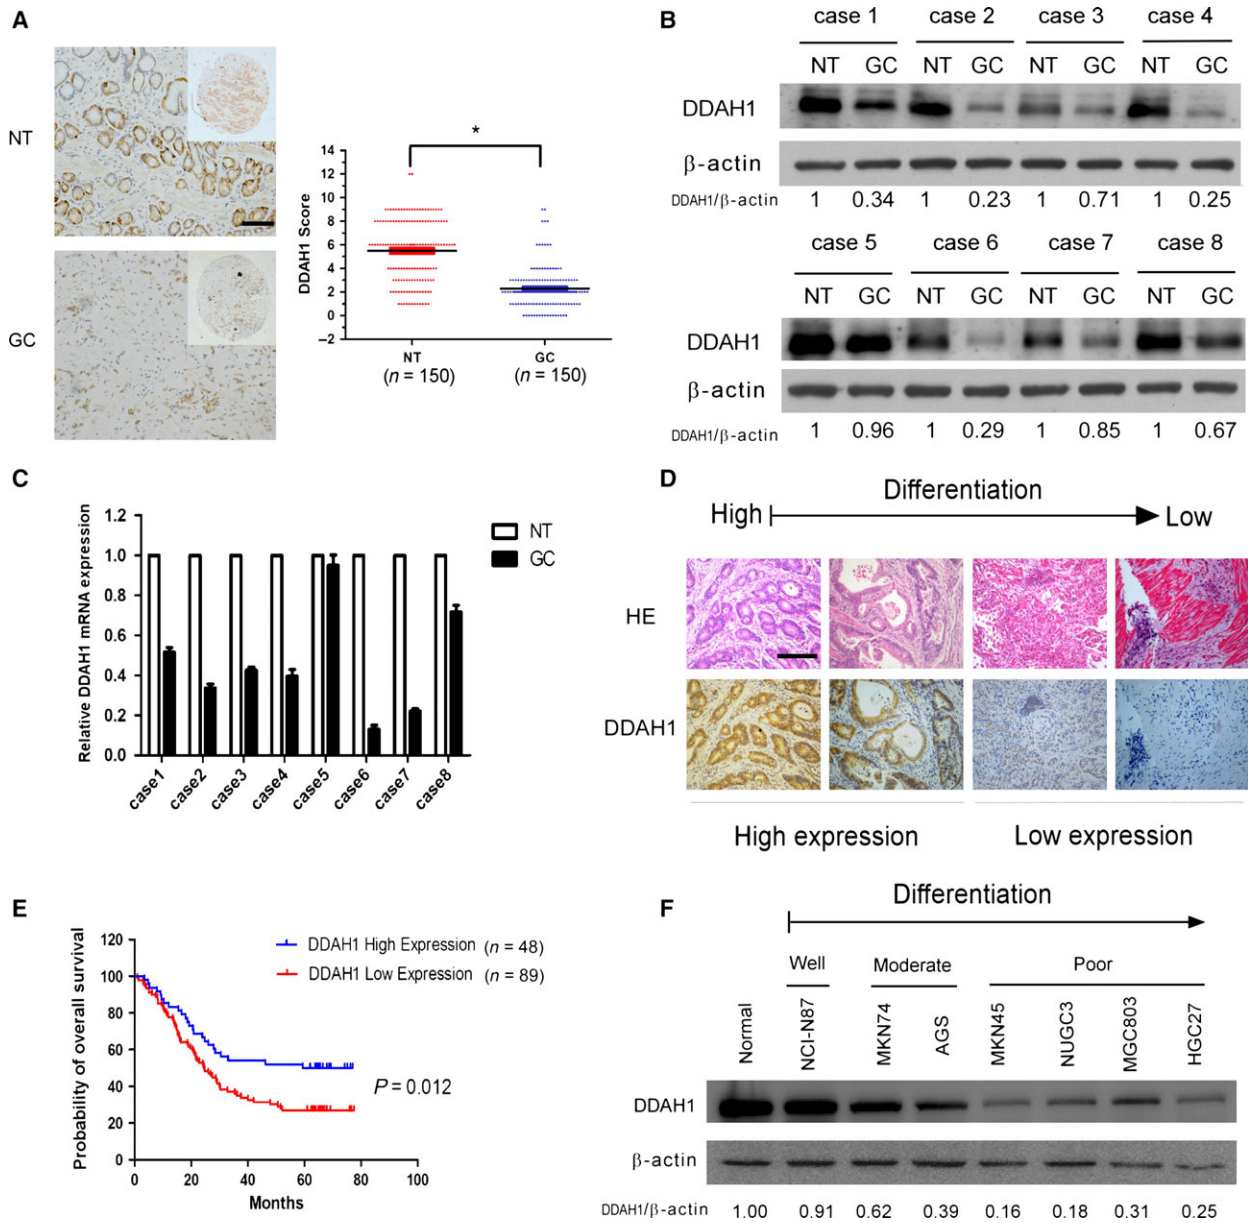 A
NT
GC
DDAH1 Score
14
12
10
8
6
4
2
0
−2
*
NT
GC
(n = 150)
(n = 150)
B
case 1
case 2
case 3
case 4
NT
GC
NT
GC
NT
GC
NT
GC
DDAH1
β-actin
DDAH1/β-actin
1
0.34
1
0.23
1
0.71
1
0.25
case 5
case 6
case 7
case 8
NT
GC
NT
GC
NT
GC
NT
GC
DDAH1
β-actin
DDAH1/β-actin
1
0.96
1
0.29
1
0.85
1
0.67
C
Relative DDAH1 mRNA expression
1.2
1.0
0.8
0.6
0.4
0.2
0.0
NT
GC
case1
case2
case3
case4
case5
case6
case7
case8
D
Differentiation
High
Low
HE
DDAH1
High expression
Low expression
E
Probability of overall survival
120
100
80
60
40
20
0
DDAH1 High Expression (n = 48)
DDAH1 Low Expression (n = 89)
P = 0.012
0
20
40
60
80
100
Months
F
Differentiation
Well
Moderate
Poor
Normal
NCI-N87
MKN74
AGS
MKN45
NUGC3
MGC803
HGC27
DDAH1
β-actin
DDAH1/β-actin
1.00
0.91
0.62
0.39
0.16
0.18
0.31
0.25